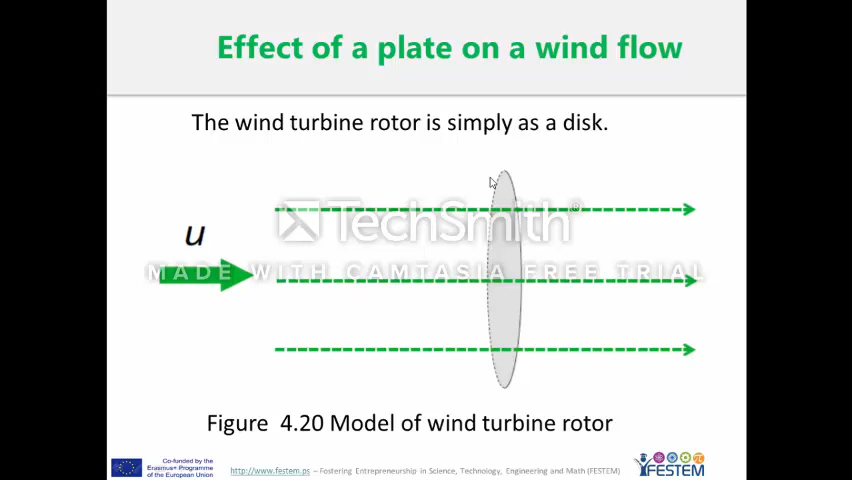 Effect of a plate on a wind flow
The wind turbine rotor is simply as a disk.
TechSmith®
u
MADE WITH CAMTASIA FREE TRIAL
Figure 4.20 Model of wind turbine rotor
Co-funded by the
Erasmus+ Programme
of the European Union
http://www.festem.ps – Fostering Entrepreneurship in Science, Technology, Engineering and Math (FESTEM)
FESTEM